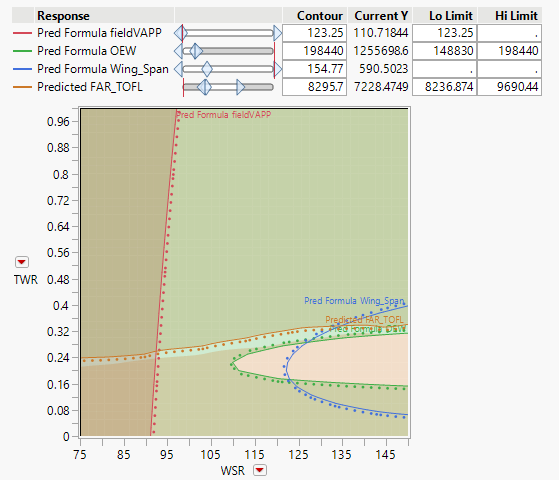 Response Contour Current Y Lo Limit Hi Limit
Pred Formula fieldVAPP 123.25 110.71844 123.25 .
Pred Formula OEW 198440 1255698.6 148830 198440
Pred Formula Wing_Span 154.77 590.5023 . .
Predicted FAR_TOFL 8295.7 7228.4749 8236.874 9690.44
Pred Formula fieldVAPP
0.96
0.88
0.8
0.72
0.64
0.56
TWR 0.48
Pred Formula Wing_Span
0.4
Predicted FAR_TOFL
0.32
Pred Formula OEW
0.24
0.16
0.08
0
75 85 95 105 115 125 135 145
WSR